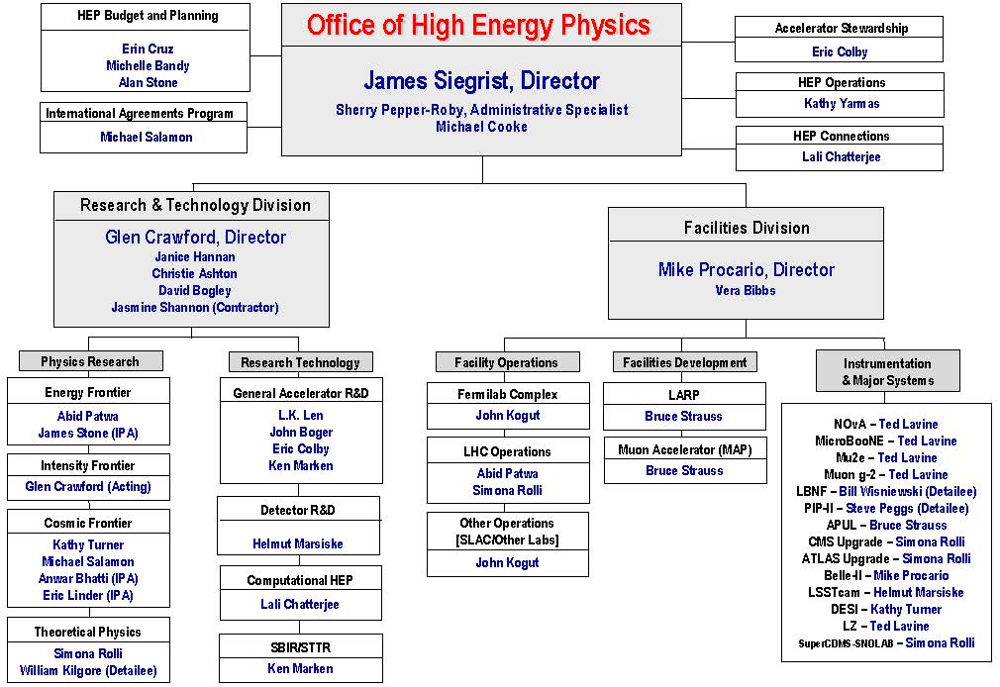 HEP Budget and Planning
Erin Cruz
Michelle Bandy
Alan Stone
International Agreements Program
Michael Salamon
Office of High Energy Physics
James Siegrist, Director
Sherry Pepper-Roby, Administrative Specialist
Michael Cooke
Accelerator Stewardship
Eric Colby
HEP Operations
Kathy Yarmas
HEP Connections
Lali Chatterjee
Research & Technology Division
Glen Crawford, Director
Janice Hannan
Christie Ashton
David Bogley
Jasmine Shannon (Contractor)
Facilities Division
Mike Procario, Director
Vera Bibbs
Physics Research
Energy Frontier
Abid Patwa
James Stone (IPA)
Intensity Frontier
Glen Crawford (Acting)
Cosmic Frontier
Kathy Turner
Michael Salamon
Anwar Bhatti (IPA)
Eric Linder (IPA)
Theoretical Physics
Simona Rolli
William Kilgore (Detailee)
Research Technology
General Accelerator R&D
L.K. Len
John Boger
Eric Colby
Ken Marken
Detector R&D
Helmut Marsiske
Computational HEP
Lali Chatterjee
SBIR/STTR
Ken Marken
Facility Operations
Fermilab Complex
John Kogut
LHC Operations
Abid Patwa
Simona Rolli
Other Operations
[SLAC/Other Labs]
John Kogut
Facilities Development
LARP
Bruce Strauss
Muon Accelerator (MAP)
Bruce Strauss
Instrumentation
& Major Systems
NOvA – Ted Lavine
MicroBooNE – Ted Lavine
Mu2e – Ted Lavine
Muon g-2 – Ted Lavine
LBNF – Bill Wisniewski (Detailee)
PIP-II – Steve Peggs (Detailee)
APUL – Bruce Strauss
CMS Upgrade – Simona Rolli
ATLAS Upgrade – Simona Rolli
Belle-II – Mike Procario
LSSTcam – Helmut Marsiske
DESI – Kathy Turner
LZ – Ted Lavine
SuperCDMS-SNOLAB – Simona Rolli